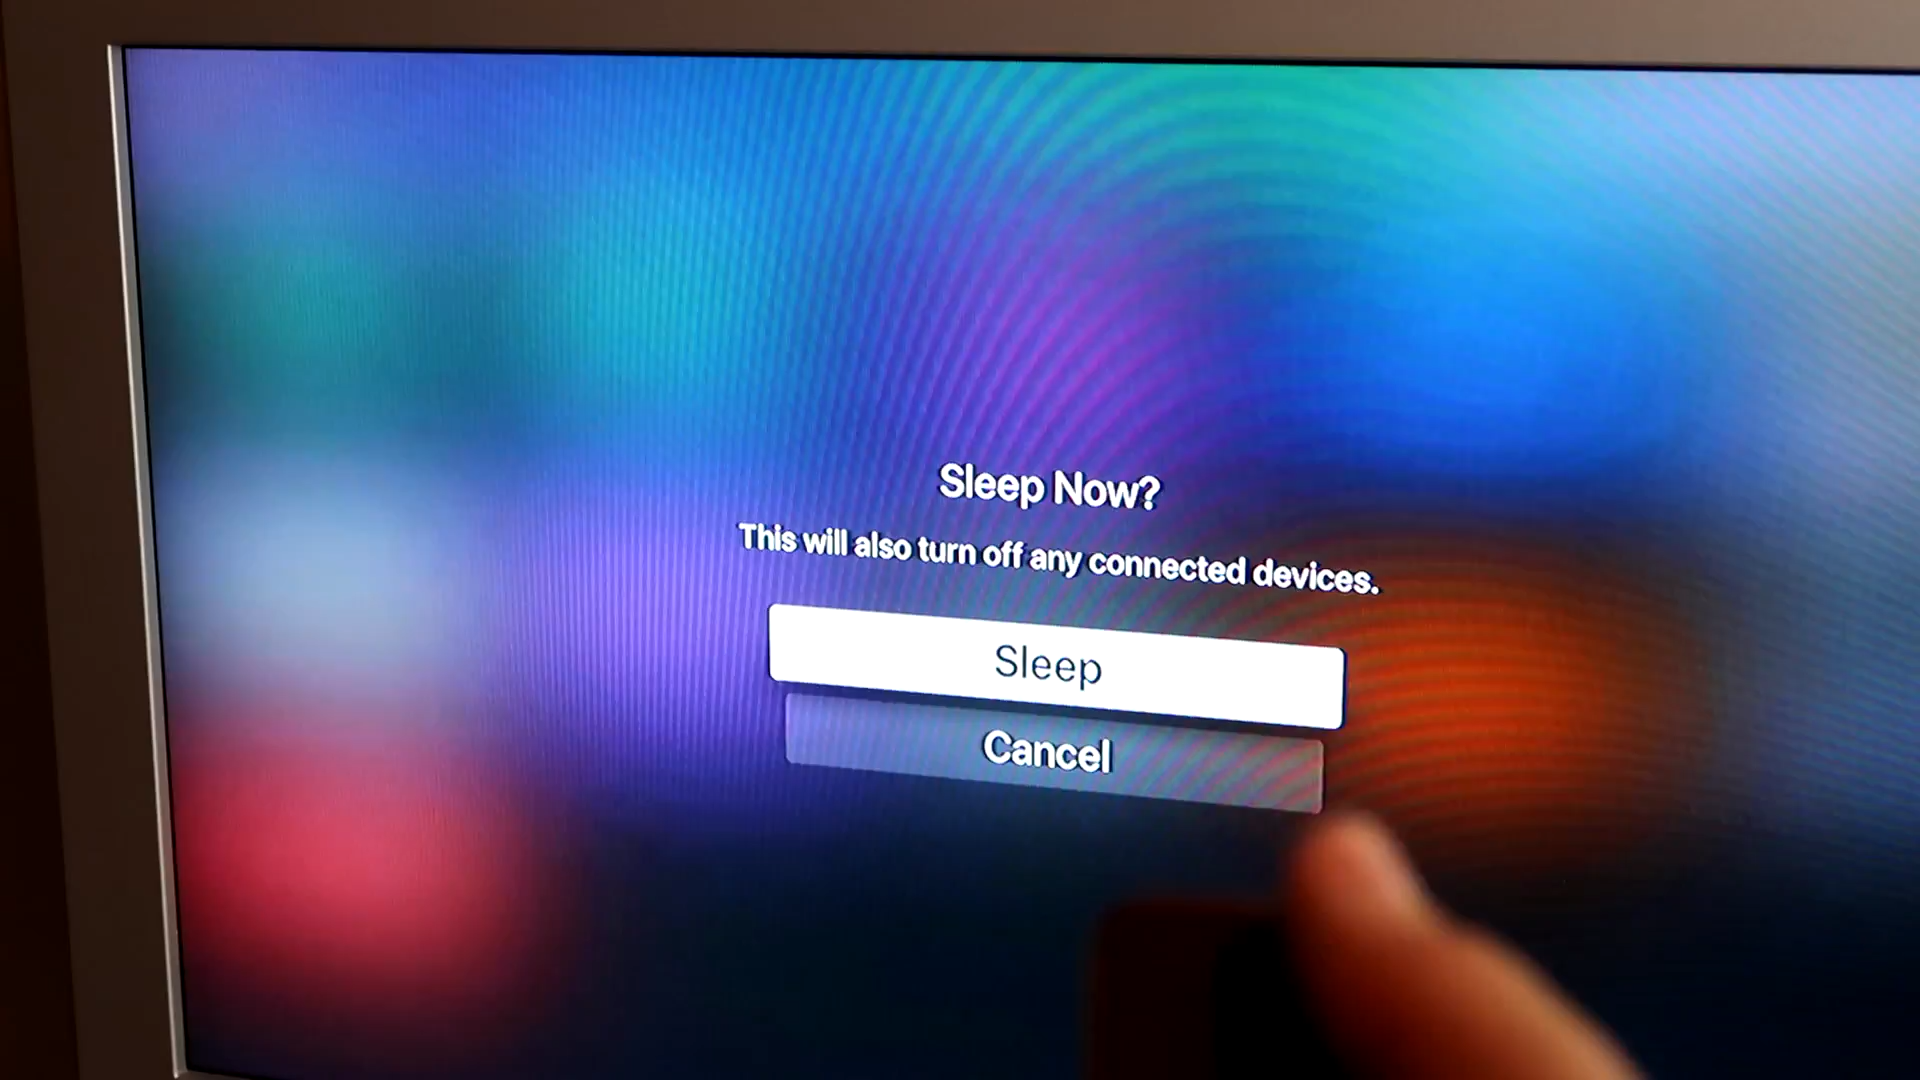 Sleep Now?
This will also turn off any connected devices.
Sleep
Cancel